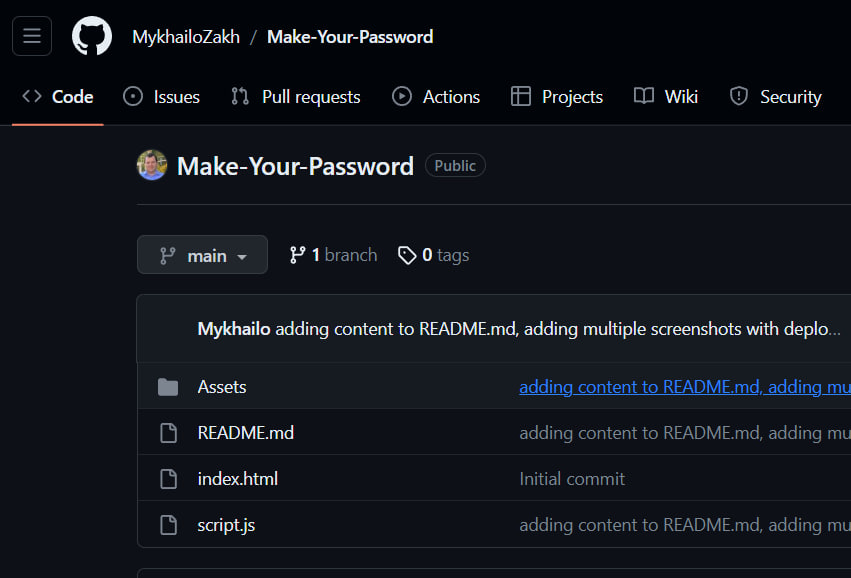 MykhailoZakh / Make-Your-Password
Code Issues Pull requests Actions Projects Wiki Security
Make-Your-Password Public
main 1 branch 0 tags
Mykhailo adding content to README.md, adding multiple screenshots with deplo...
Assets adding content to README.md, adding mu
README.md adding content to README.md, adding mu
index.html Initial commit
script.js adding content to README.md, adding mu